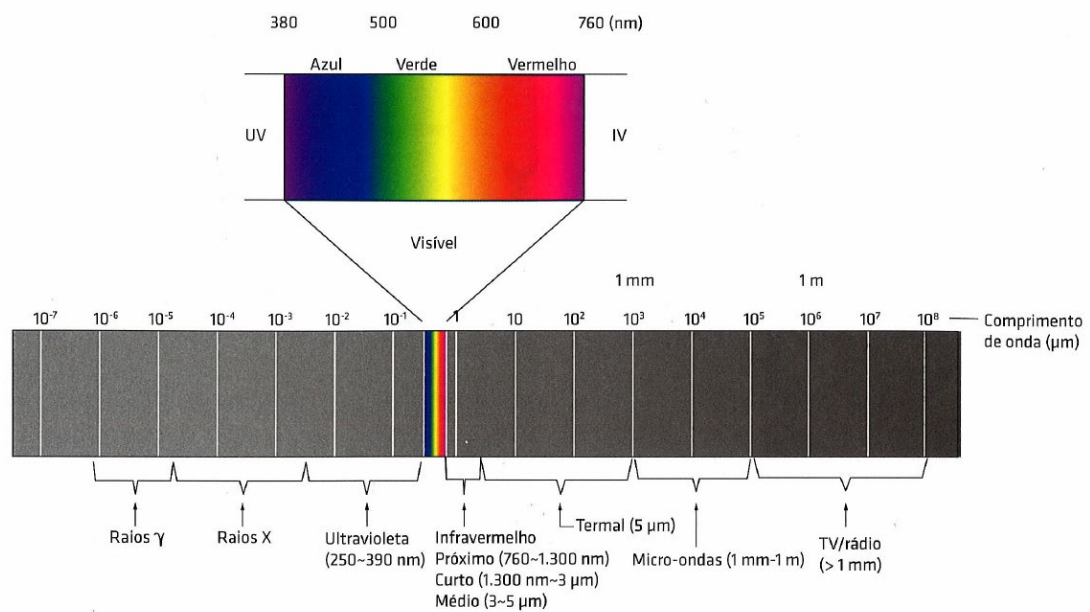 380 500 600 760 (nm)
Azul Verde Vermelho
UV IV
Visível
1 mm 1 m
10⁻⁷ 10⁻⁶ 10⁻⁵ 10⁻⁴ 10⁻³ 10⁻² 10⁻¹ 1 10 10² 10³ 10⁴ 10⁵ 10⁶ 10⁷ 10⁸ Comprimento
de onda (µm)
Raios γ
Raios X
Ultravioleta
(250~390 nm)
Infravermelho
Próximo (760~1.300 nm)
Curto (1.300 nm~3 µm)
Médio (3~5 µm)
Termal (5 µm)
Micro-ondas (1 mm-1 m)
TV/rádio
(> 1 mm)